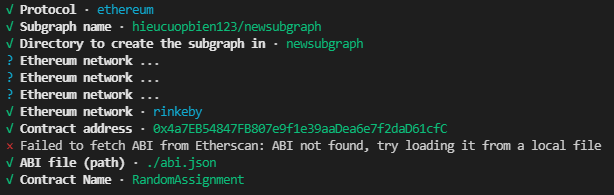 √ Protocol · ethereum
√ Subgraph name · hieucuopbien123/newsubgraph
√ Directory to create the subgraph in · newsubgraph
? Ethereum network ...
? Ethereum network ...
? Ethereum network ...
√ Ethereum network · rinkeby
√ Contract address · 0x4a7EB54847FB807e9f1e39aaDea6e7f2daD61cfC
× Failed to fetch ABI from Etherscan: ABI not found, try loading it from a local file
√ ABI file (path) · ./abi.json
√ Contract Name · RandomAssignment